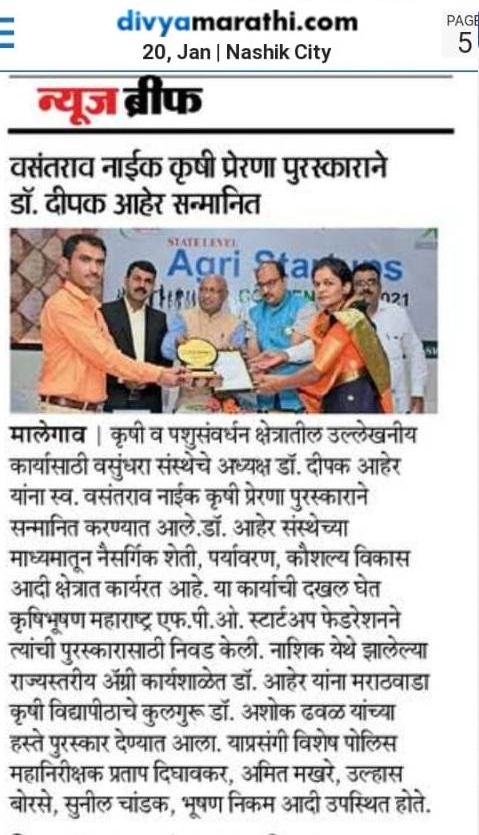 divyamarathi.com
20, Jan | Nashik City
PAGE
5
न्यूज ब्रीफ
वसंतराव नाईक कृषी प्रेरणा पुरस्काराने
डॉ. दीपक आहेर सन्मानित
STATE LEVEL
Agri Sta
021
मालेगाव | कृषी व पशुसंवर्धन क्षेत्रातील उल्लेखनीय
कार्यासाठी वसुंधरा संस्थेचे अध्यक्ष डॉ. दीपक आहेर
यांना स्व. वसंतराव नाईक कृषी प्रेरणा पुरस्काराने
सन्मानित करण्यात आले.डॉ. आहेर संस्थेच्या
माध्यमातून नैसर्गिक शेती, पर्यावरण, कौशल्य विकास
आदी क्षेत्रात कार्यरत आहे. या कार्याची दखल घेत
कृषिभूषण महाराष्ट्र एफ.पी.ओ. स्टार्टअप फेडरेशनने
त्यांची पुरस्कारासाठी निवड केली. नाशिक येथे झालेल्या
राज्यस्तरीय ॲग्री कार्यशाळेत डॉ. आहेर यांना मराठवाडा
कृषी विद्यापीठाचे कुलगुरू डॉ. अशोक ढवळ यांच्या
हस्ते पुरस्कार देण्यात आला. याप्रसंगी विशेष पोलिस
महानिरीक्षक प्रताप दिघावकर, अमित मखरे, उल्हास
बोरसे, सुनील चांडक, भूषण निकम आदी उपस्थित होते.